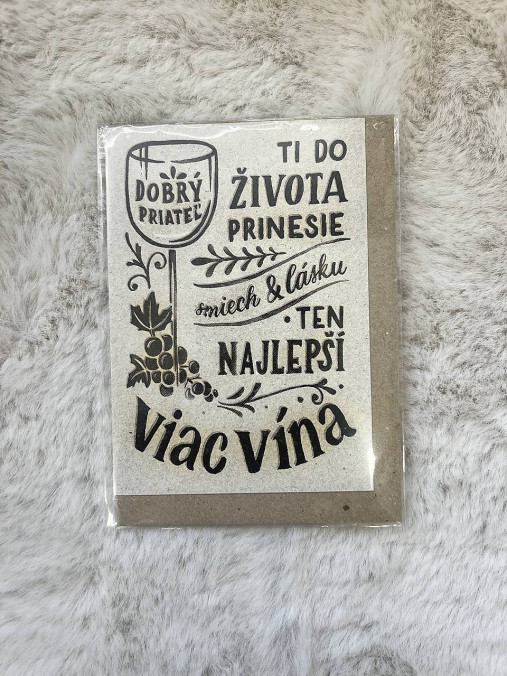 DOBRÝ
PRIATEĽ
TI DO
ŽIVOTA
PRINESIE
smiech & lásku
TEN
NAJLEPŠÍ
viac vína